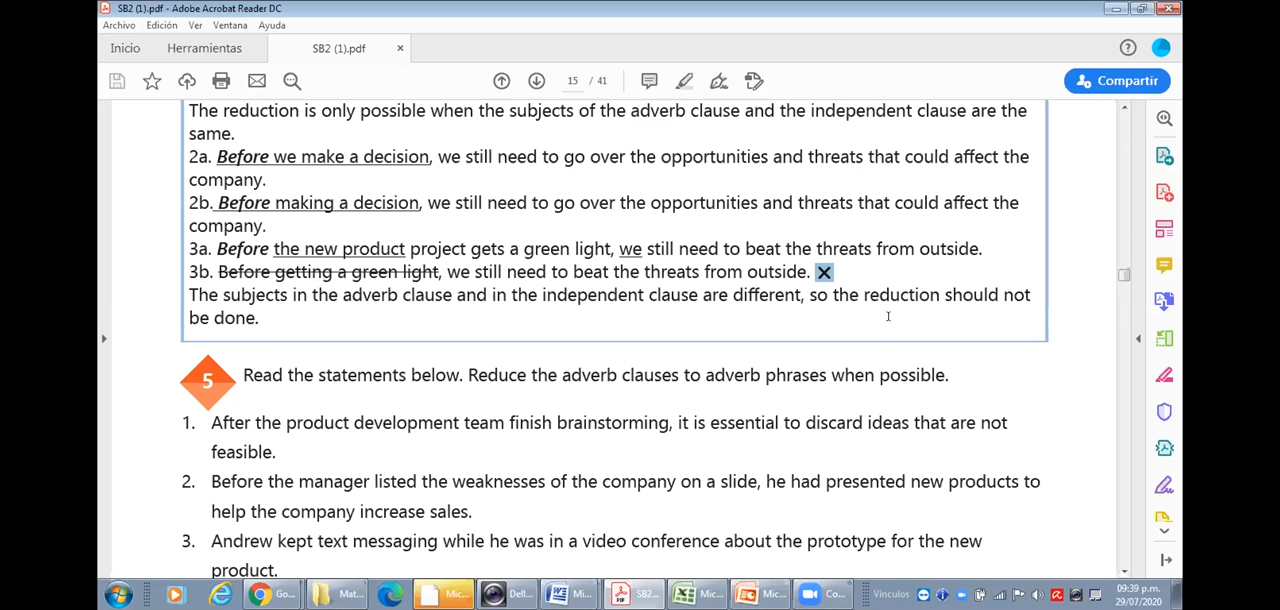 SB2 (1).pdf - Adobe Acrobat Reader DC
Archivo Edición Ver Ventana Ayuda
Inicio Herramientas SB2 (1).pdf ×
15 / 41
Compartir
The reduction is only possible when the subjects of the adverb clause and the independent clause are the
same.
2a. Before we make a decision, we still need to go over the opportunities and threats that could affect the
company.
2b. Before making a decision, we still need to go over the opportunities and threats that could affect the
company.
3a. Before the new product project gets a green light, we still need to beat the threats from outside.
3b. Before getting a green light, we still need to beat the threats from outside.
The subjects in the adverb clause and in the independent clause are different, so the reduction should not
be done.
5 Read the statements below. Reduce the adverb clauses to adverb phrases when possible.
1. After the product development team finish brainstorming, it is essential to discard ideas that are not
feasible.
2. Before the manager listed the weaknesses of the company on a slide, he had presented new products to
help the company increase sales.
3. Andrew kept text messaging while he was in a video conference about the prototype for the new
product.
Go... Mat... Mic... Dell... Mi... SB2... Mic... Mic... Co... Vínculos 09:39 p.m.
29/07/2020